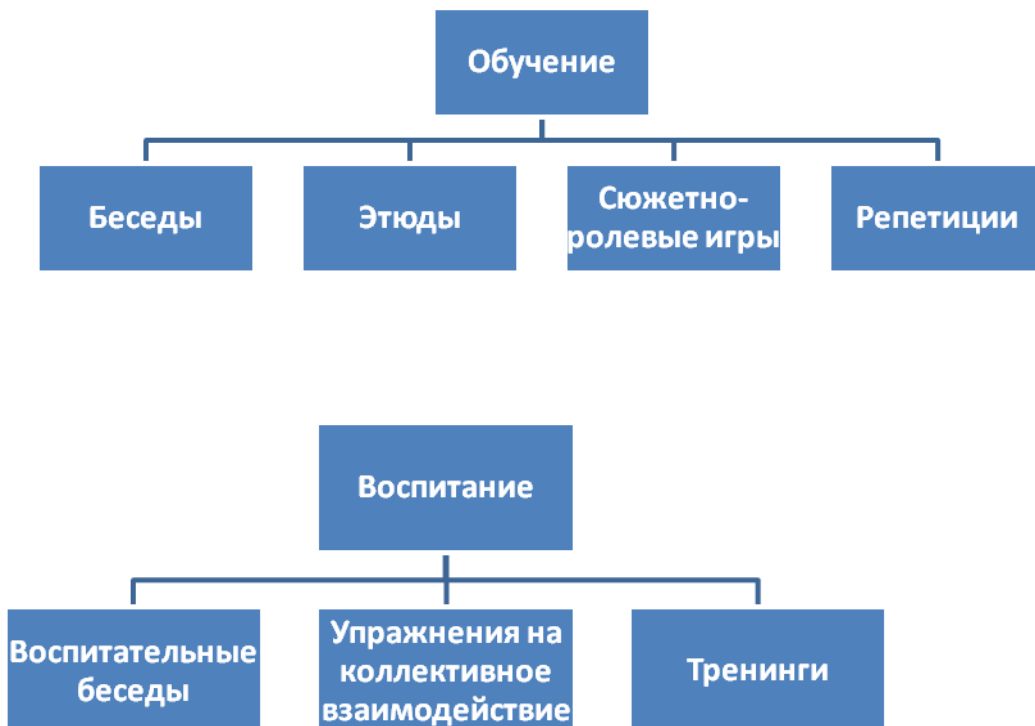 Обучение
Беседы
Этюды
Сюжетно-
ролевые игры
Репетиции
Воспитание
Воспитательные
беседы
Упражнения на
коллективное
взаимодействие
Тренинги